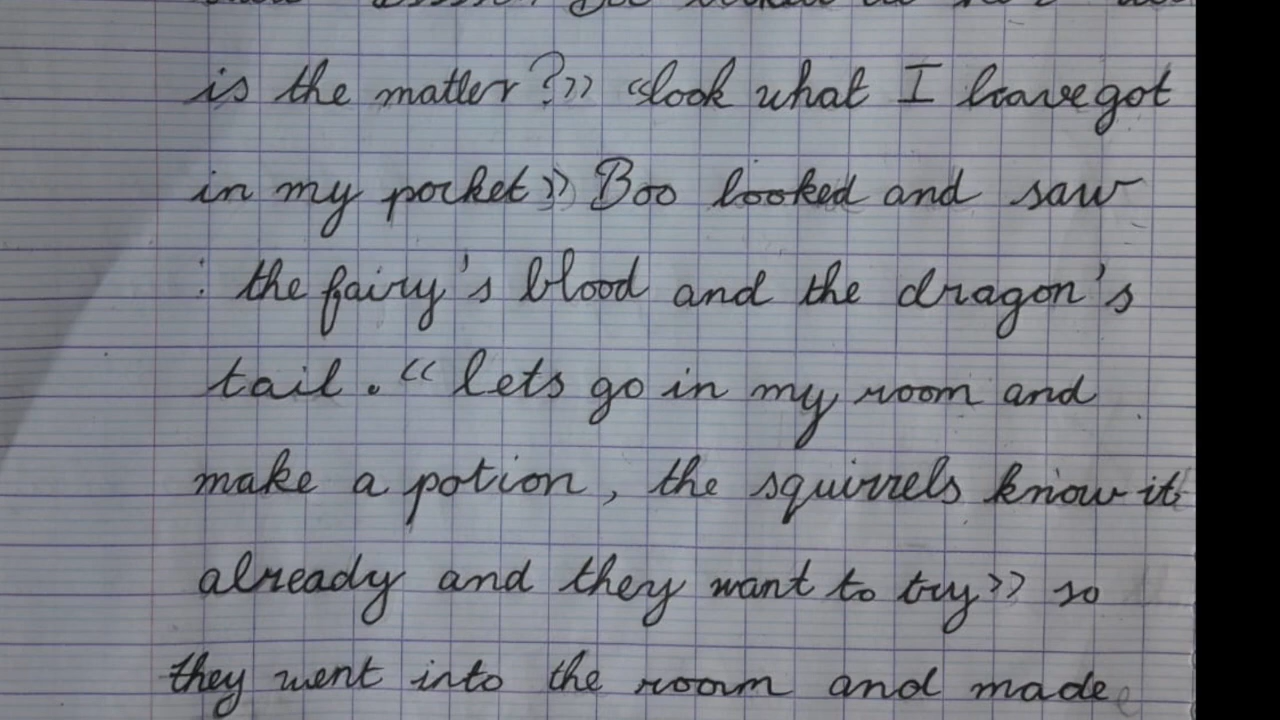 is the matter?» «look what I have got
in my pocket» Boo looked and saw
: the fairy's blood and the dragon's
tail. « lets go in my room and
make a potion, the squirrels know it
already and they want to try» so
they went into the room and made